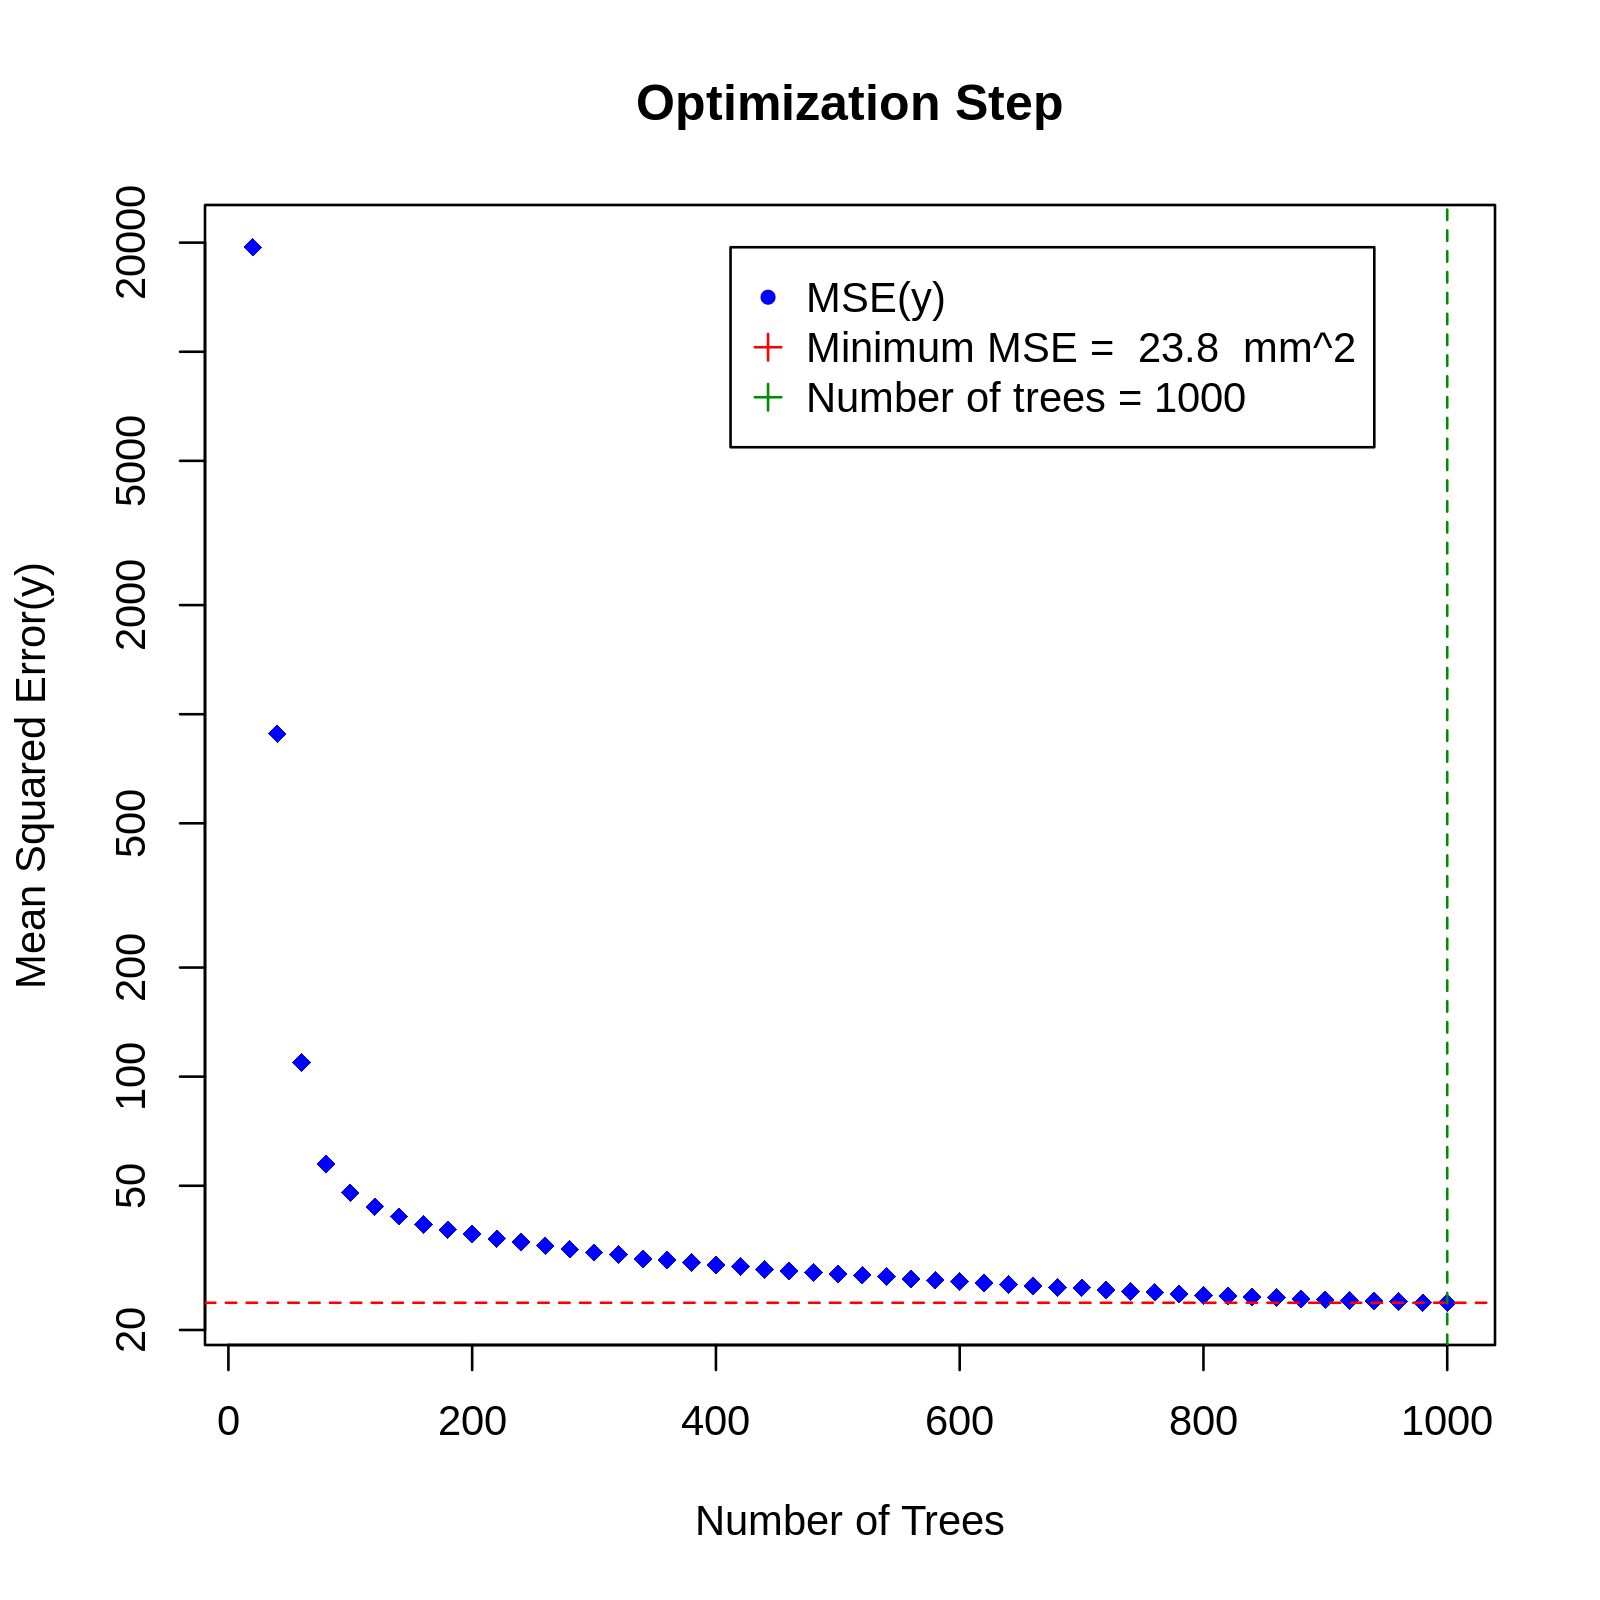 Optimization Step
MSE(y)
Minimum MSE =  23.8  mm^2
Number of trees = 1000
Mean Squared Error(y)
20000
5000
2000
500
200
100
50
20
0 200 400 600 800 1000
Number of Trees